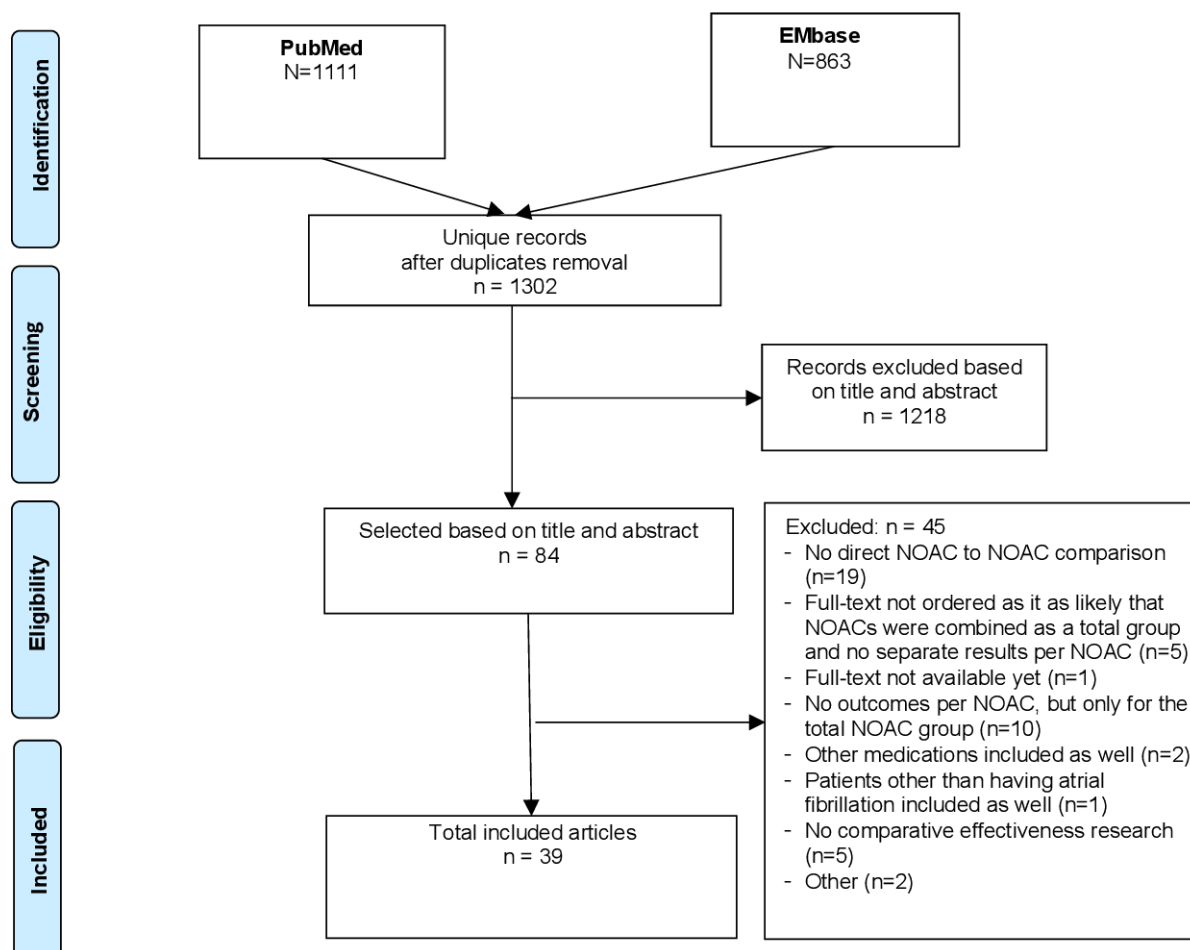 Identification
PubMed
N=1111
EMbase
N=863
Unique records
after duplicates removal
n = 1302
Screening
Records excluded based
on title and abstract
n = 1218
Eligibility
Selected based on title and abstract
n = 84
Excluded: n = 45
- No direct NOAC to NOAC comparison
(n=19)
- Full-text not ordered as it as likely that
NOACs were combined as a total group
and no separate results per NOAC (n=5)
- Full-text not available yet (n=1)
- No outcomes per NOAC, but only for the
total NOAC group (n=10)
- Other medications included as well (n=2)
- Patients other than having atrial
fibrillation included as well (n=1)
- No comparative effectiveness research
(n=5)
- Other (n=2)
Included
Total included articles
n = 39